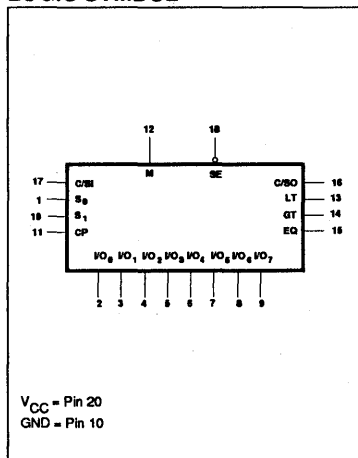 LOGIC SYMBOL
12 18
M SE
17 C/SI C/SO 16
1 S0 LT 13
19 S1 GT 14
11 CP EQ 15
I/O0 I/O1 I/O2 I/O3 I/O4 I/O5 I/O6 I/O7
2 3 4 5 6 7 8 9
VCC = Pin 20
GND = Pin 10